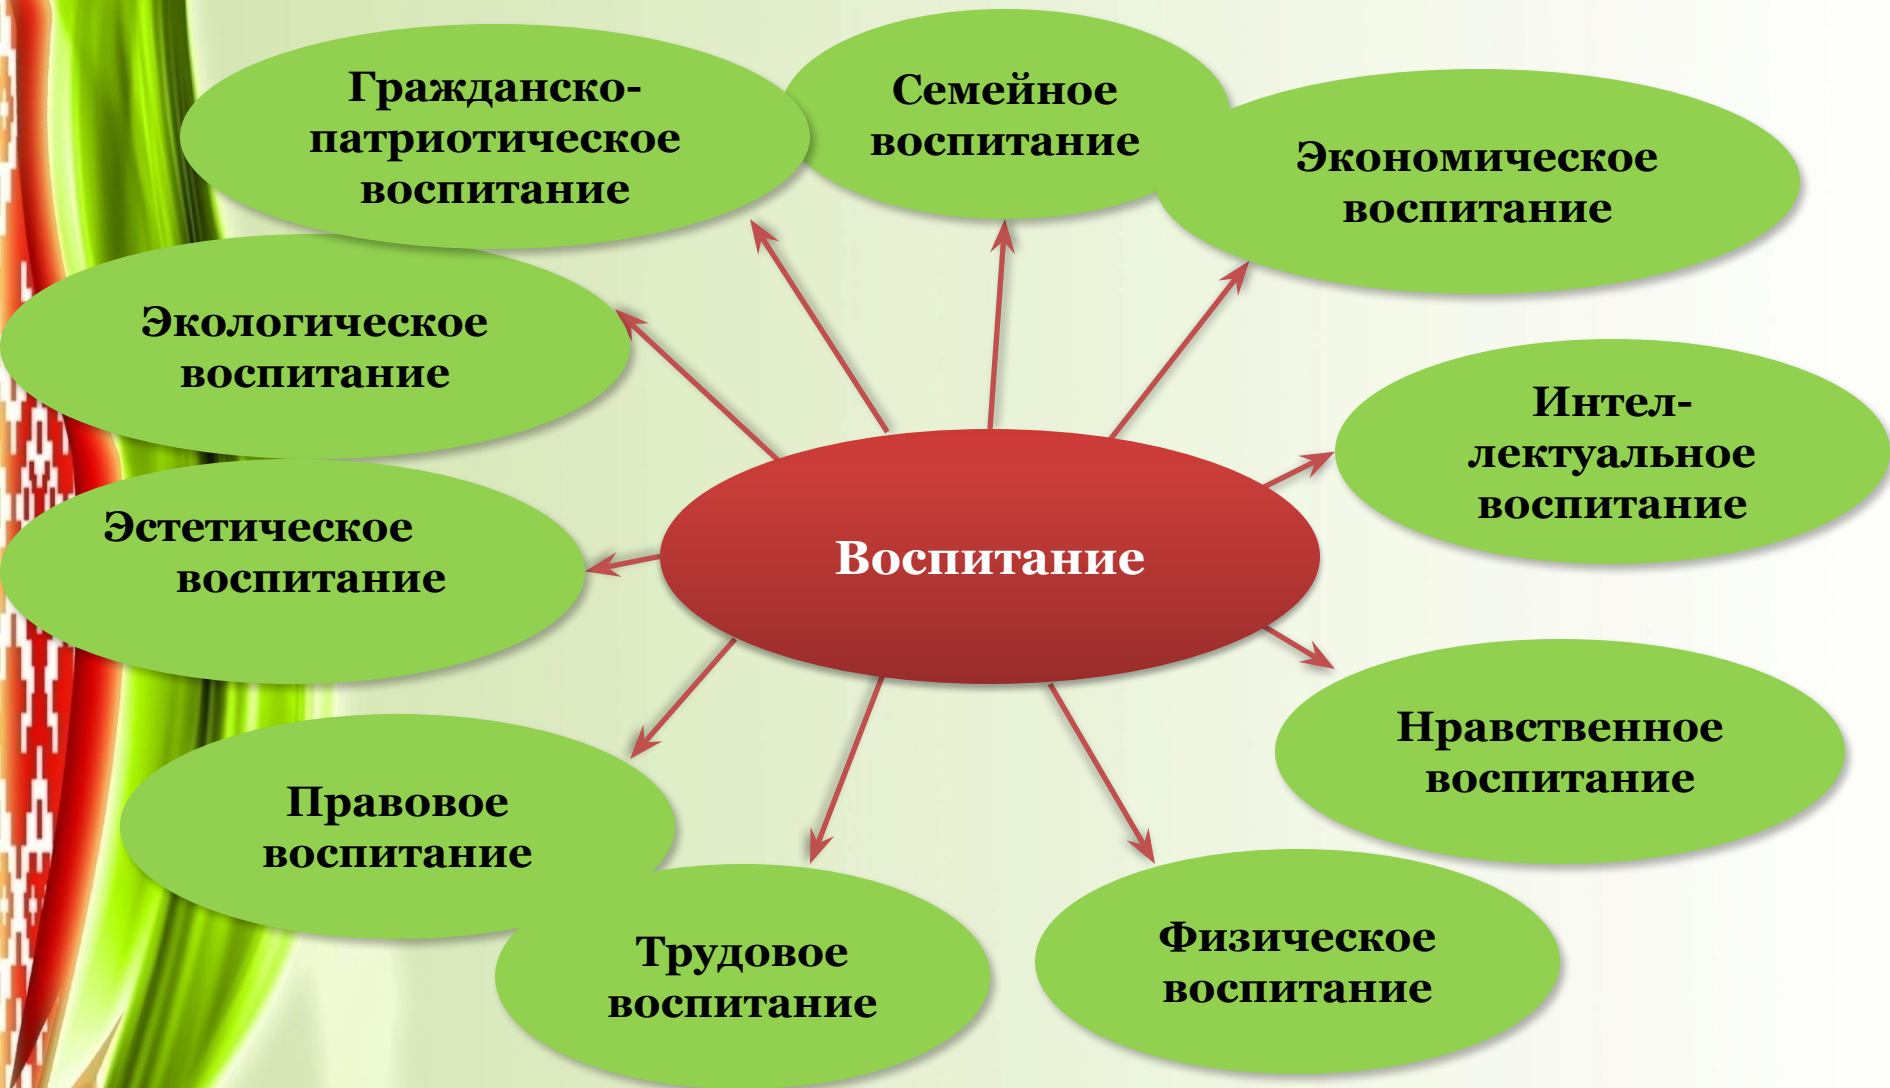 Гражданско-
патриотическое
воспитание
Семейное
воспитание
Экономическое
воспитание
Экологическое
воспитание
Интел-
лектуальное
воспитание
Эстетическое
воспитание
Воспитание
Нравственное
воспитание
Правовое
воспитание
Трудовое
воспитание
Физическое
воспитание